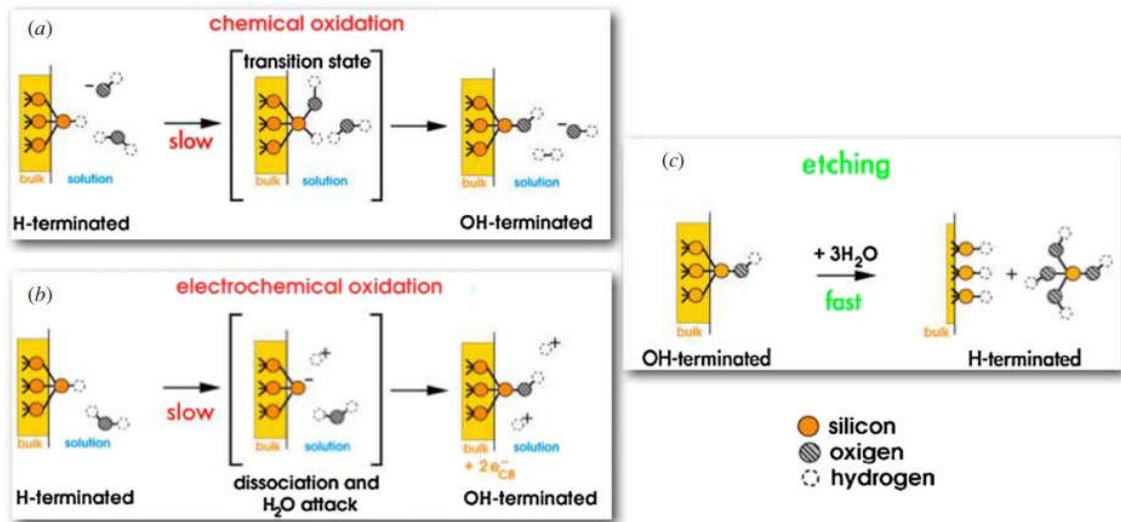 (a)
chemical oxidation
transition state
slow
bulk solution
bulk solution
bulk solution
H-terminated
OH-terminated
(b)
electrochemical oxidation
slow
bulk solution
bulk solution
bulk solution
+ 2e⁻CB
H-terminated
dissociation and
H₂O attack
OH-terminated
(c)
etching
+ 3H₂O
fast
bulk
bulk
OH-terminated
H-terminated
silicon
oxigen
hydrogen